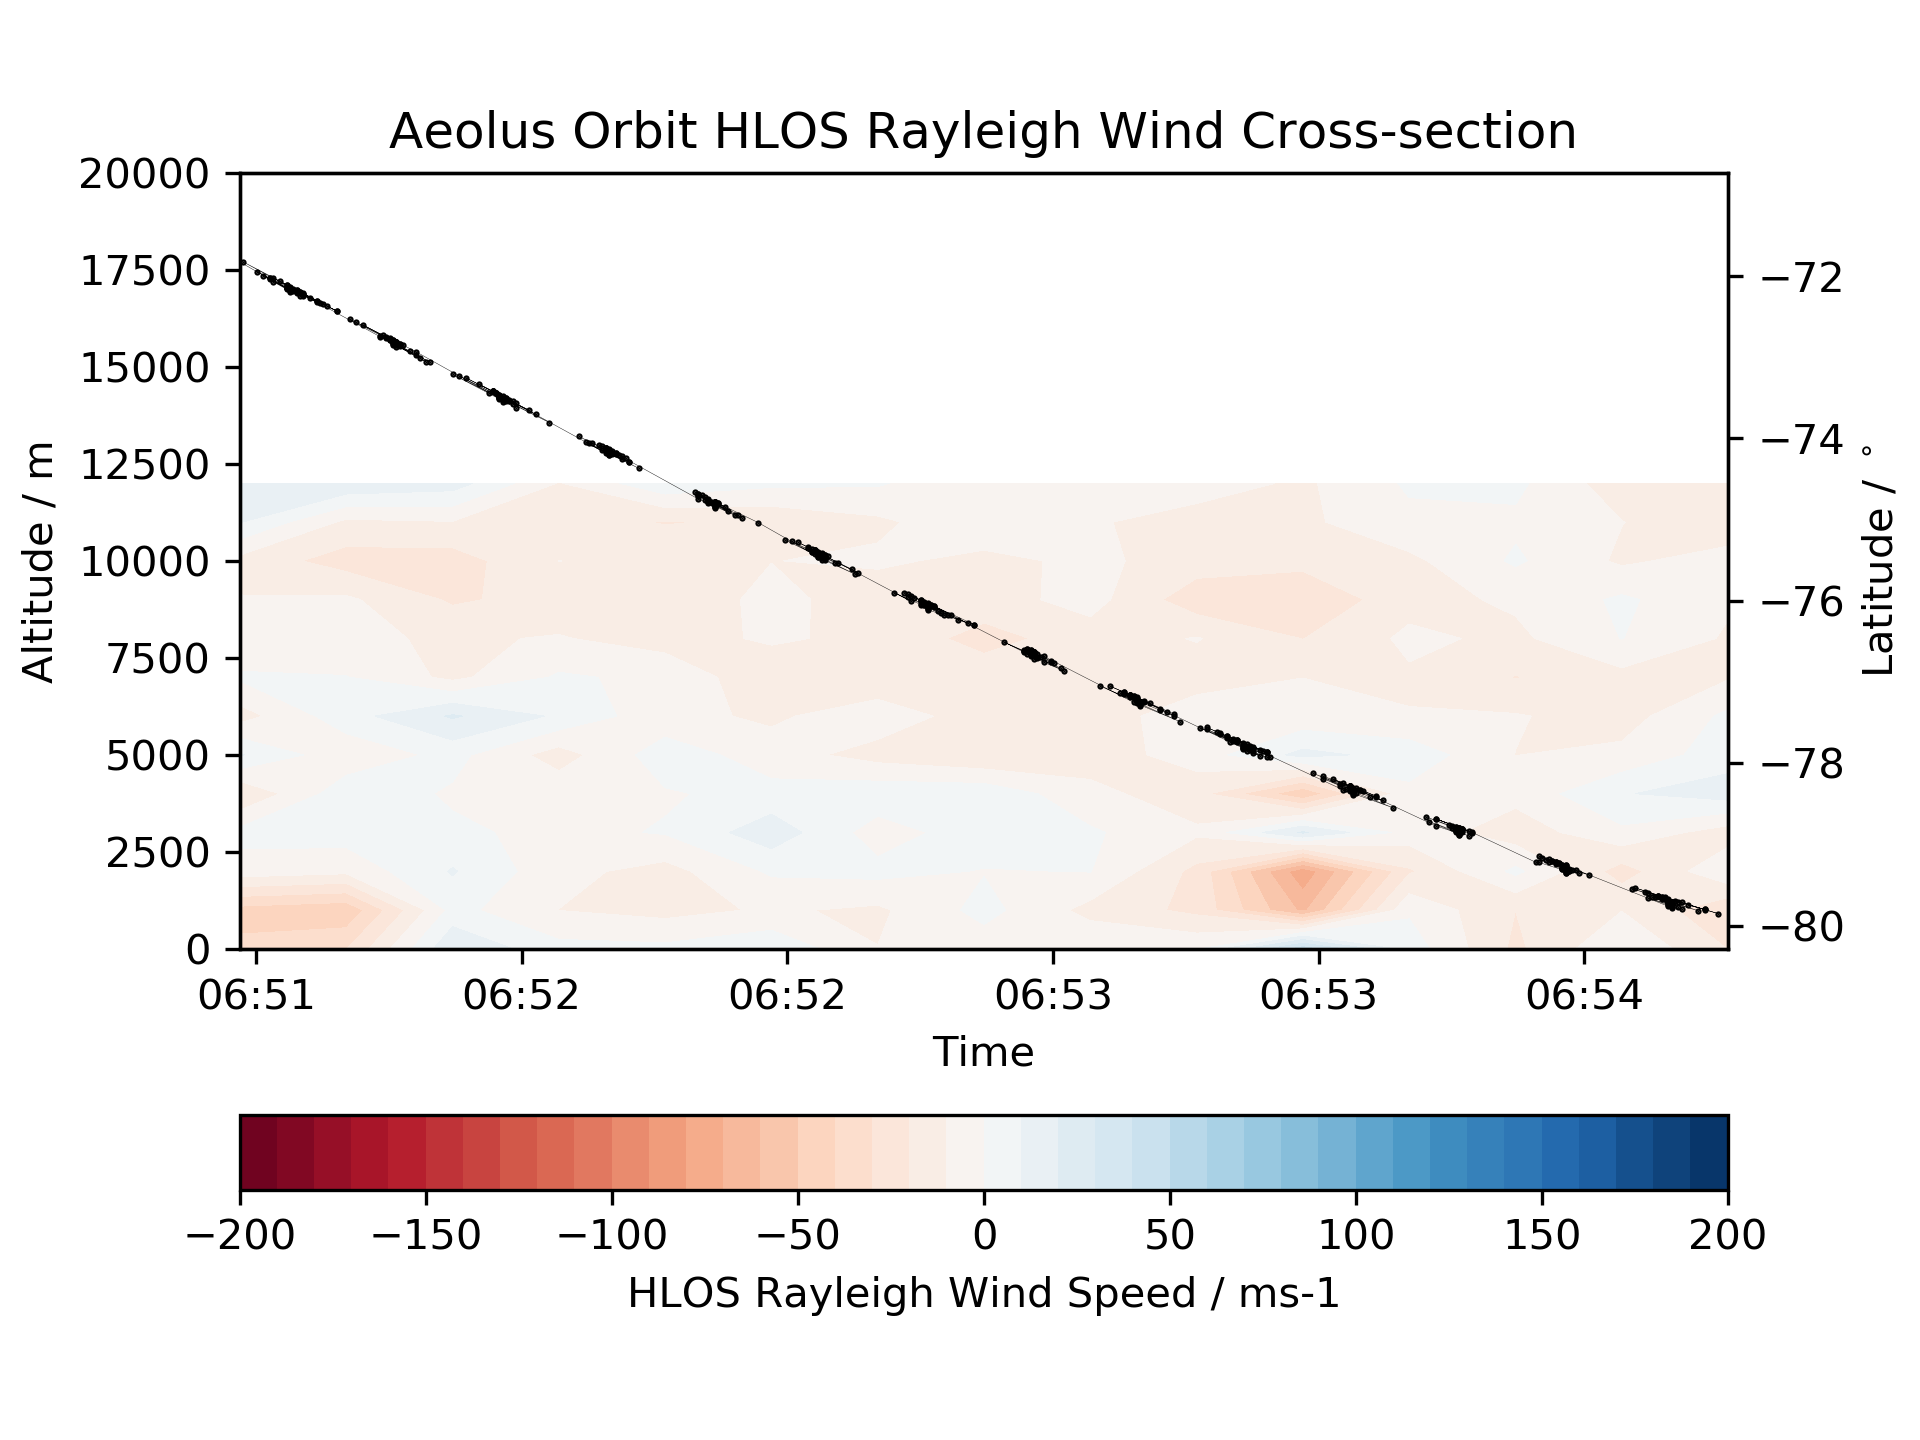 Aeolus Orbit HLOS Rayleigh Wind Cross-section
20000
17500
15000
12500
10000
7500
5000
2500
0
Altitude / m
−72
−74
−76
−78
−80
Latitude / °
06:51 06:52 06:52 06:53 06:53 06:54
Time
−200 −150 −100 −50 0 50 100 150 200
HLOS Rayleigh Wind Speed / ms-1